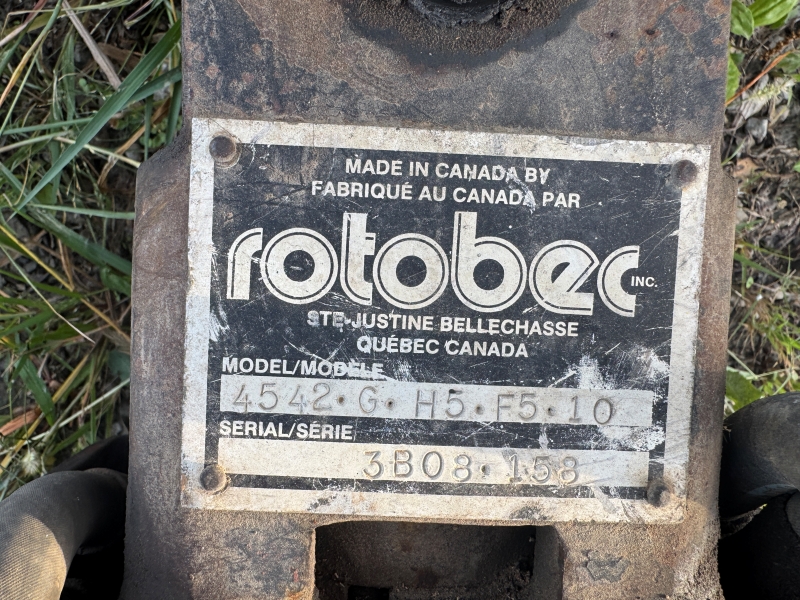 MADE IN CANADA BY
FABRIQUÉ AU CANADA PAR
rotobec INC.
STE-JUSTINE BELLECHASSE
QUÉBEC CANADA
MODEL/MODÈLE
4542·G·H5·F5·10
SERIAL/SÉRIE
3B08·158